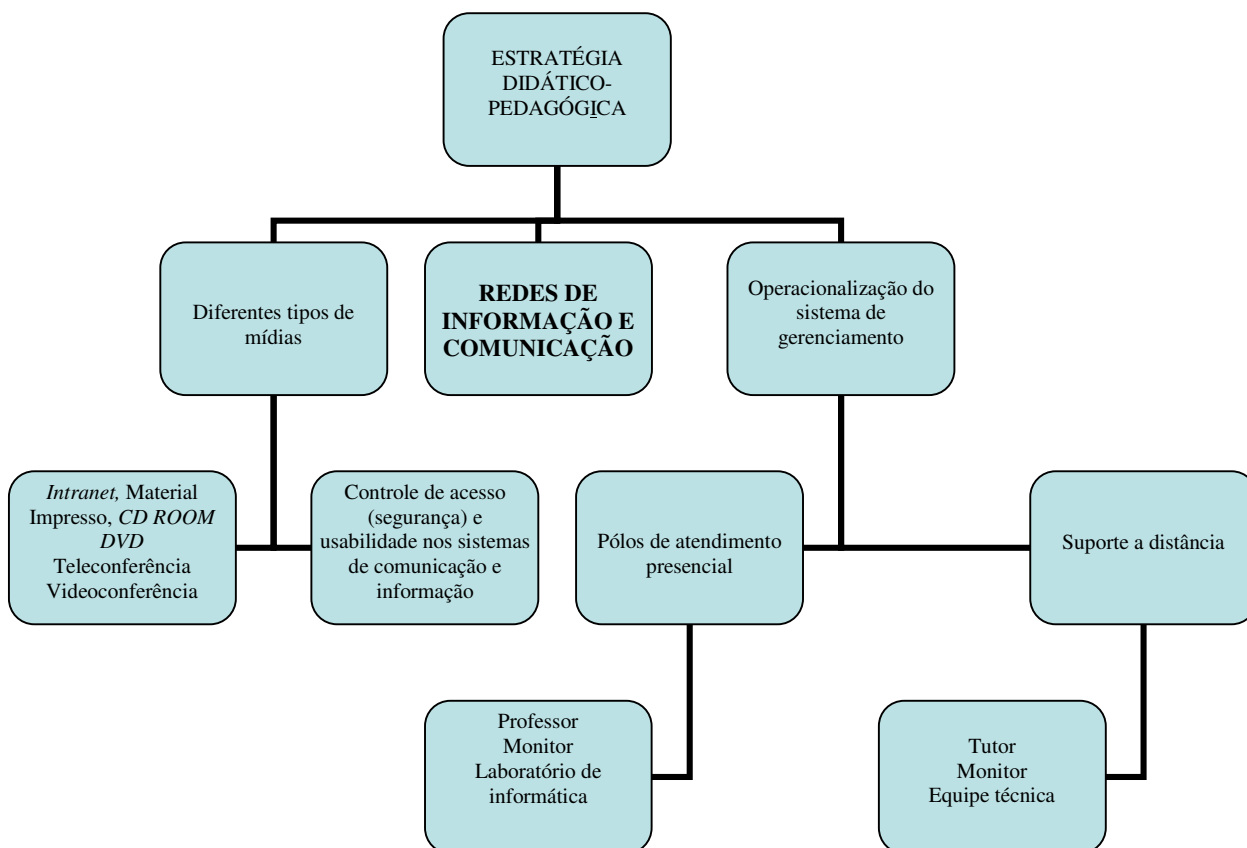 ESTRATÉGIA
DIDÁTICO-
PEDAGÓGICA
Diferentes tipos de
mídias
REDES DE
INFORMAÇÃO E
COMUNICAÇÃO
Operacionalização do
sistema de
gerenciamento
Intranet, Material
Impresso, CD ROOM
DVD
Teleconferência
Videoconferência
Controle de acesso
(segurança) e
usabilidade nos sistemas
de comunicação e
informação
Pólos de atendimento
presencial
Suporte a distância
Professor
Monitor
Laboratório de
informática
Tutor
Monitor
Equipe técnica